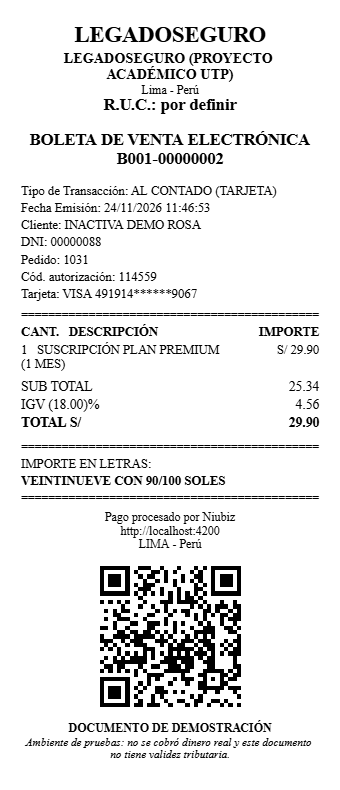 LEGADOSEGURO
LEGADOSEGURO (PROYECTO
ACADÉMICO UTP)
Lima - Perú
R.U.C.: por definir
BOLETA DE VENTA ELECTRÓNICA
B001-00000002
Tipo de Transacción: AL CONTADO (TARJETA)
Fecha Emisión: 24/11/2026 11:46:53
Cliente: INACTIVA DEMO ROSA
DNI: 00000088
Pedido: 1031
Cód. autorización: 114559
Tarjeta: VISA 491914******9067
==========================================
CANT. DESCRIPCIÓN IMPORTE
1 SUSCRIPCIÓN PLAN PREMIUM S/ 29.90
(1 MES)
SUB TOTAL 25.34
IGV (18.00)% 4.56
TOTAL S/ 29.90
==========================================
IMPORTE EN LETRAS:
VEINTINUEVE CON 90/100 SOLES
==========================================
Pago procesado por Niubiz
http://localhost:4200
LIMA - Perú
DOCUMENTO DE DEMOSTRACIÓN
Ambiente de pruebas: no se cobró dinero real y este documento
no tiene validez tributaria.